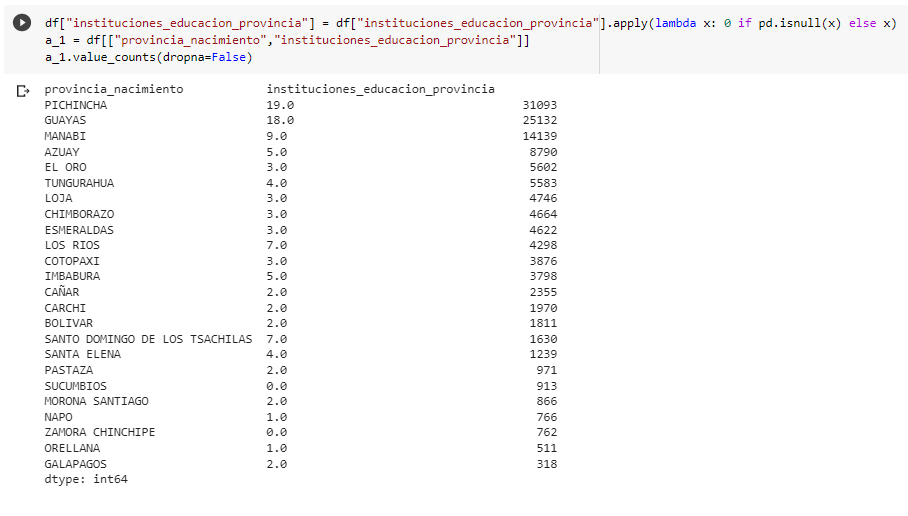 df["instituciones_educacion_provincia"] = df["instituciones_educacion_provincia"].apply(lambda x: 0 if pd.isnull(x) else x)
a_1 = df[["provincia_nacimiento","instituciones_educacion_provincia"]]
a_1.value_counts(dropna=False)
provincia_nacimiento instituciones_educacion_provincia
PICHINCHA 19.0 31093
GUAYAS 18.0 25132
MANABI 9.0 14139
AZUAY 5.0 8790
EL ORO 3.0 5602
TUNGURAHUA 4.0 5583
LOJA 3.0 4746
CHIMBORAZO 3.0 4664
ESMERALDAS 3.0 4622
LOS RIOS 7.0 4298
COTOPAXI 3.0 3876
IMBABURA 5.0 3798
CAÑAR 2.0 2355
CARCHI 2.0 1970
BOLIVAR 2.0 1811
SANTO DOMINGO DE LOS TSACHILAS 7.0 1630
SANTA ELENA 4.0 1239
PASTAZA 2.0 971
SUCUMBIOS 0.0 913
MORONA SANTIAGO 2.0 866
NAPO 1.0 766
ZAMORA CHINCHIPE 0.0 762
ORELLANA 1.0 511
GALAPAGOS 2.0 318
dtype: int64